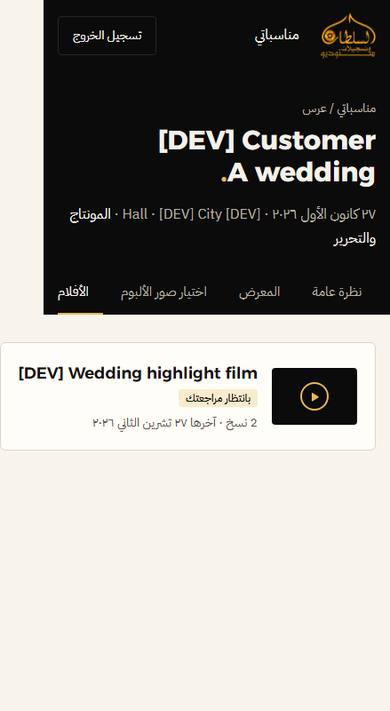 السلطان
تسجيل الخروج
مناسباتي
مناسباتي / عرس
[DEV] Customer
A wedding.
٢٧ كانون الأول ٢٠٢٦ · Hall · [DEV] City [DEV] · المونتاج
والتحرير
نظرة عامة
المعرض
اختيار صور الألبوم
الأفلام
[DEV] Wedding highlight film
بانتظار مراجعتك
2 نسخ · آخرها ٢٧ تشرين الثاني ٢٠٢٦